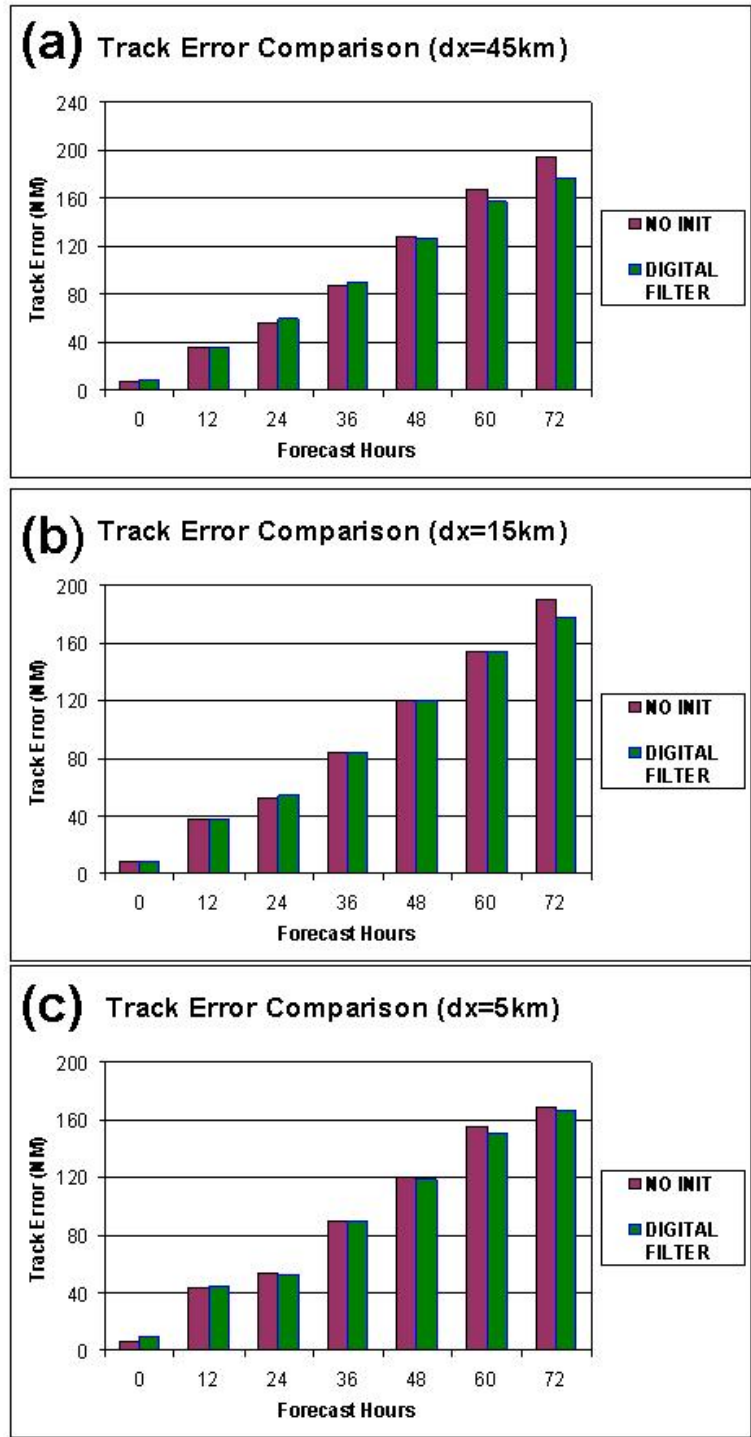 (a) Track Error Comparison (dx=45km)
240
200
160
120
80
40
0
Track Error (NM)
0 12 24 36 48 60 72
Forecast Hours
NO INIT
DIGITAL
FILTER
(b) Track Error Comparison (dx=15km)
200
160
120
80
40
0
Track Error (NM)
0 12 24 36 48 60 72
Forecast Hours
NO INIT
DIGITAL
FILTER
(c) Track Error Comparison (dx=5km)
200
160
120
80
40
0
Track Error (NM)
0 12 24 36 48 60 72
Forecast Hours
NO INIT
DIGITAL
FILTER